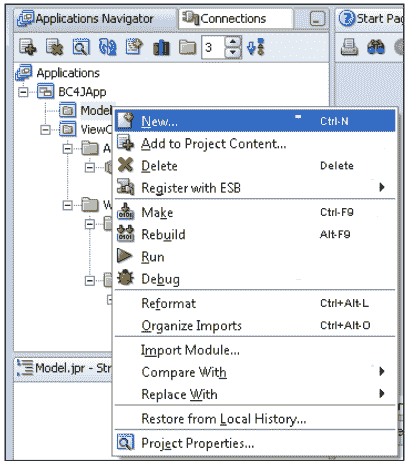 Applications Navigator Connections Start Pag
3
Applications
BC4JApp
Model
ViewC
A
W
New... Ctrl-N
Add to Project Content...
Delete Delete
Register with ESB
Make Ctrl-F9
Rebuild Alt-F9
Run
Debug
Reformat Ctrl+Alt-L
Organize Imports Ctrl+Alt-O
Import Module...
Compare With
Replace With
Restore from Local History...
Project Properties...
Model.jpr - Str